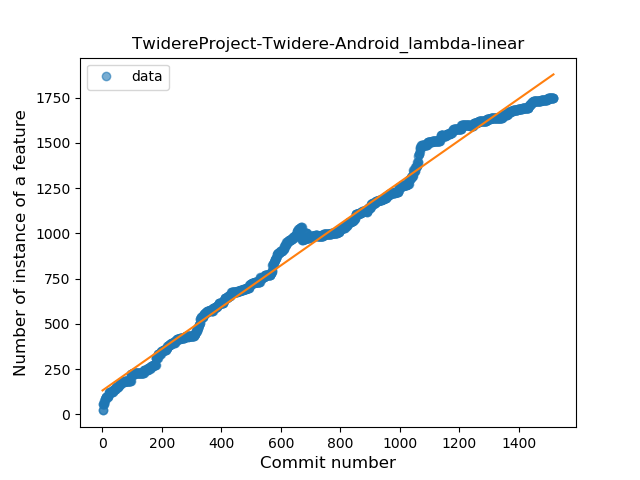 TwidereProject-Twidere-Android_lambda-linear
data
Number of instance of a feature
1750
1500
1250
1000
750
500
250
0
0 200 400 600 800 1000 1200 1400
Commit number